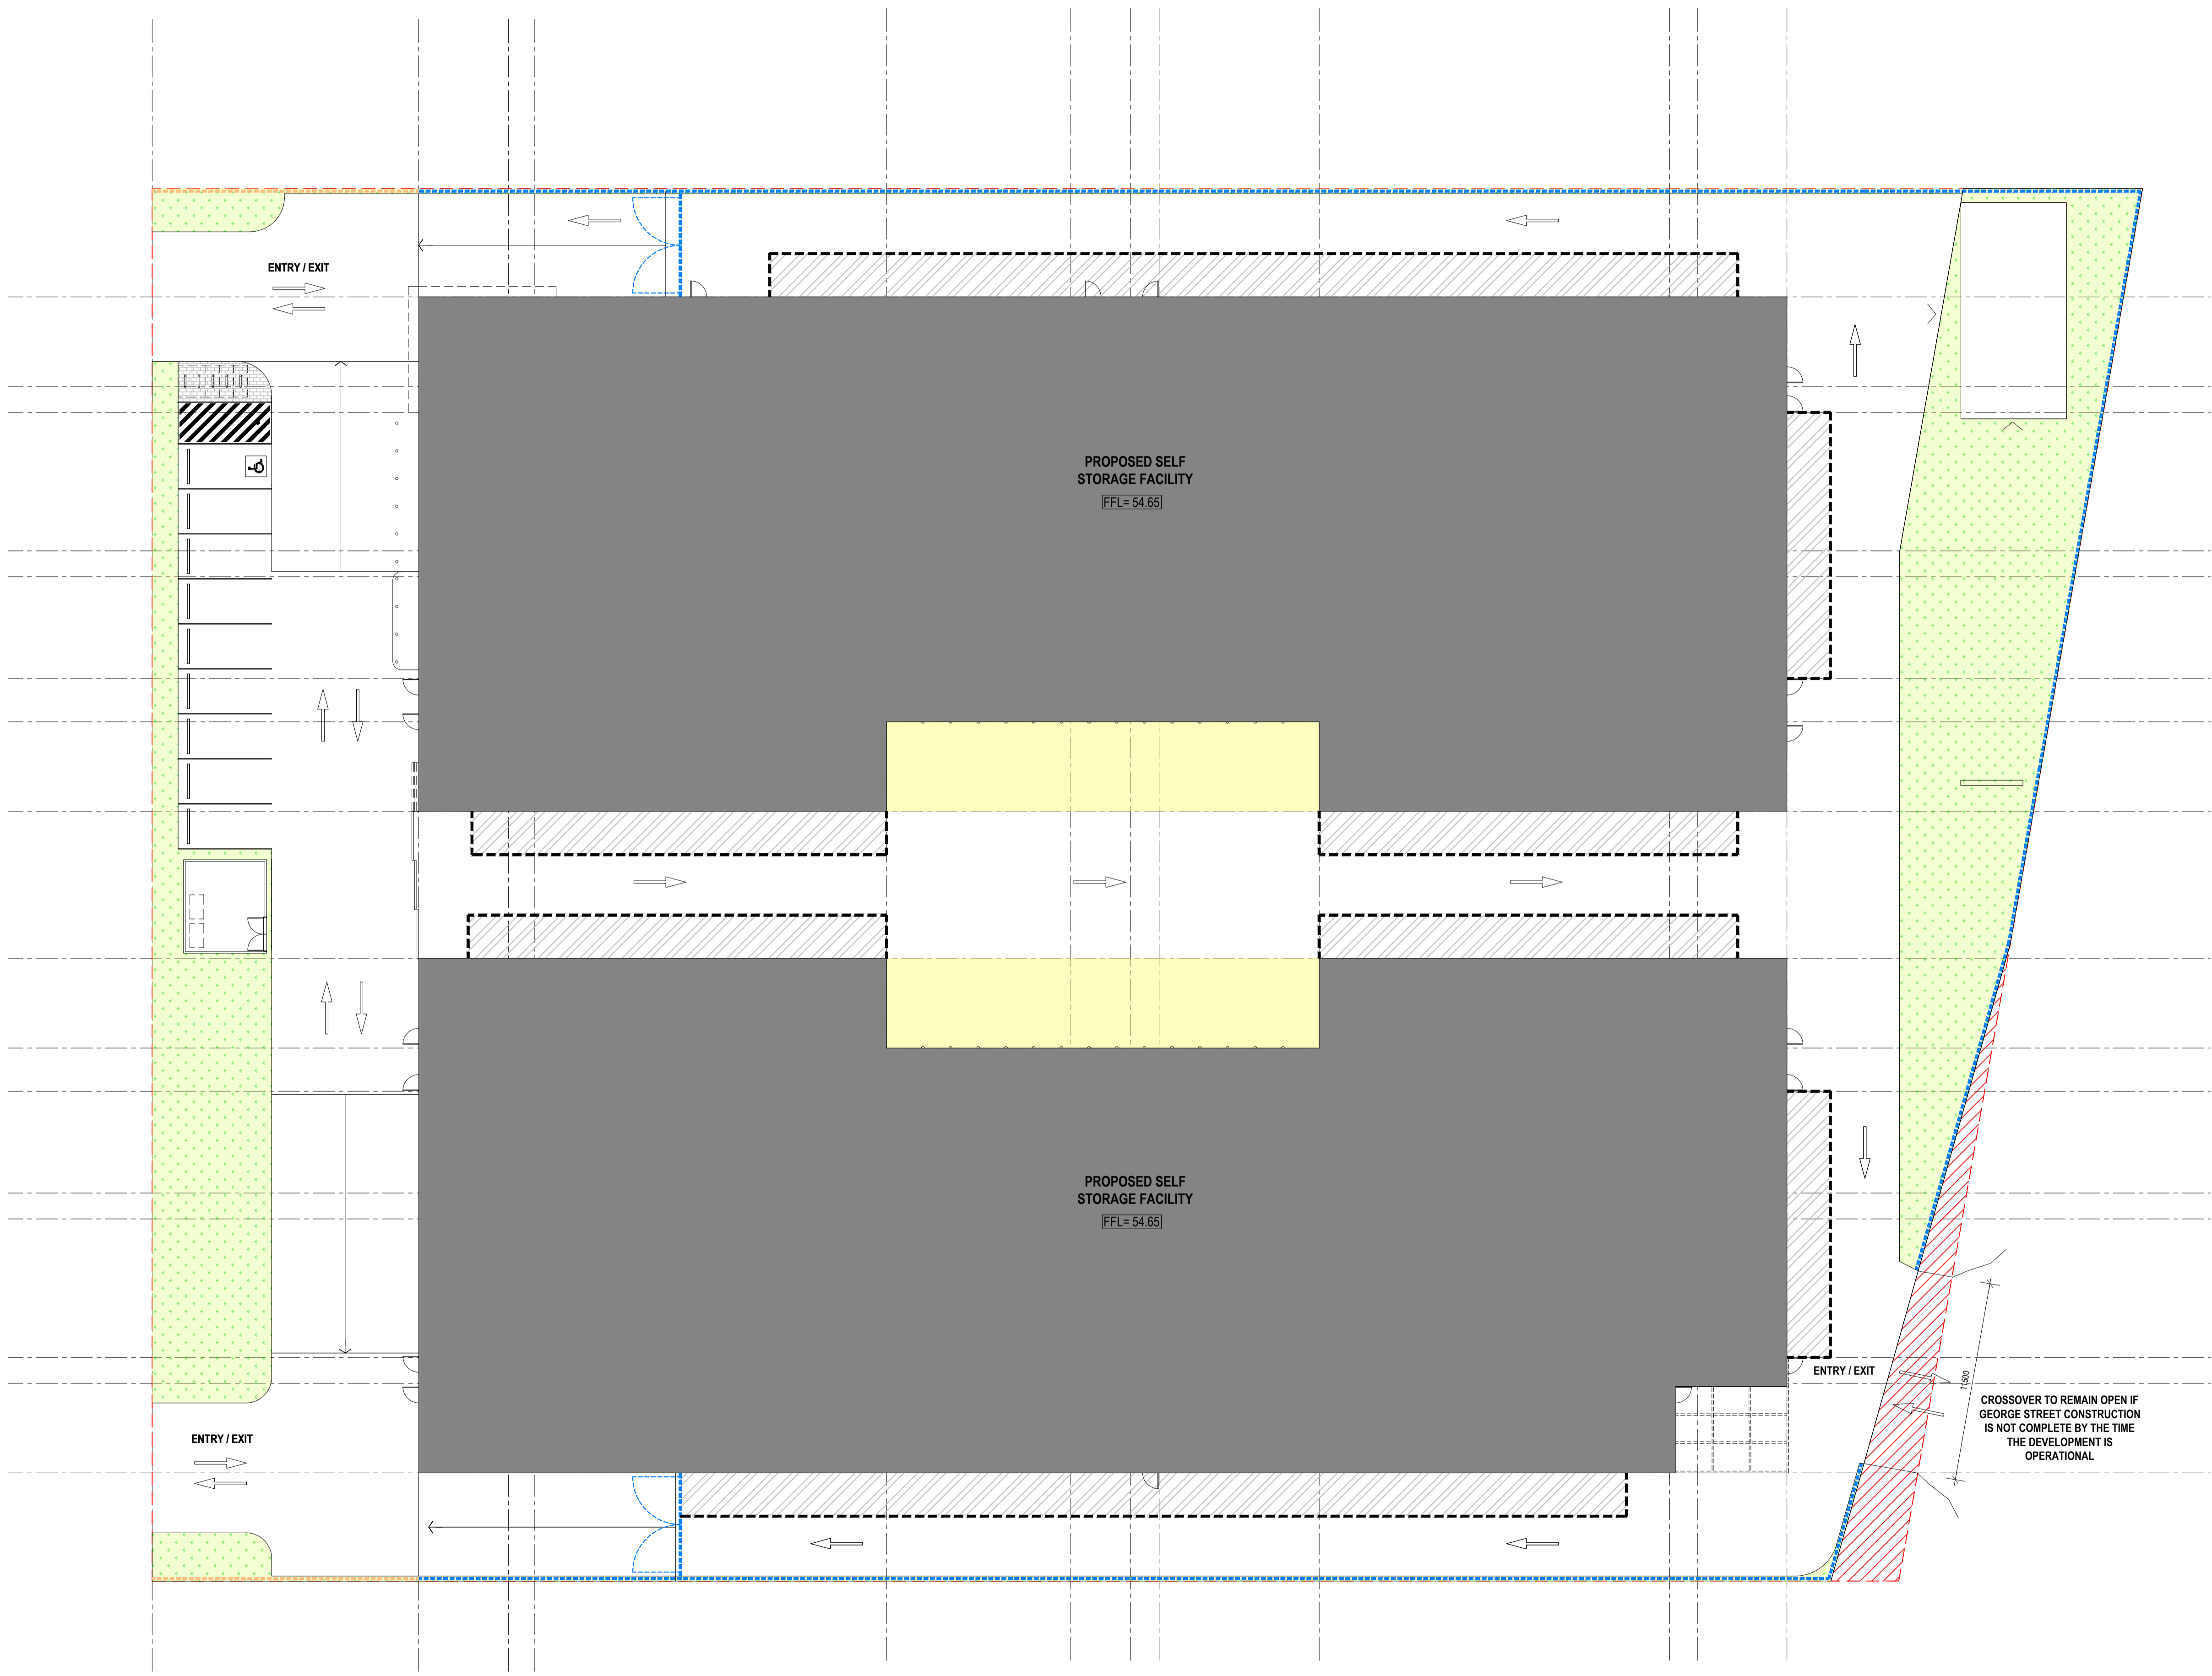 ENTRY / EXIT
PROPOSED SELF
STORAGE FACILITY
FFL= 54.65
PROPOSED SELF
STORAGE FACILITY
FFL= 54.65
ENTRY / EXIT
11500
CROSSOVER TO REMAIN OPEN IF
GEORGE STREET CONSTRUCTION
IS NOT COMPLETE BY THE TIME
THE DEVELOPMENT IS
OPERATIONAL
ENTRY / EXIT